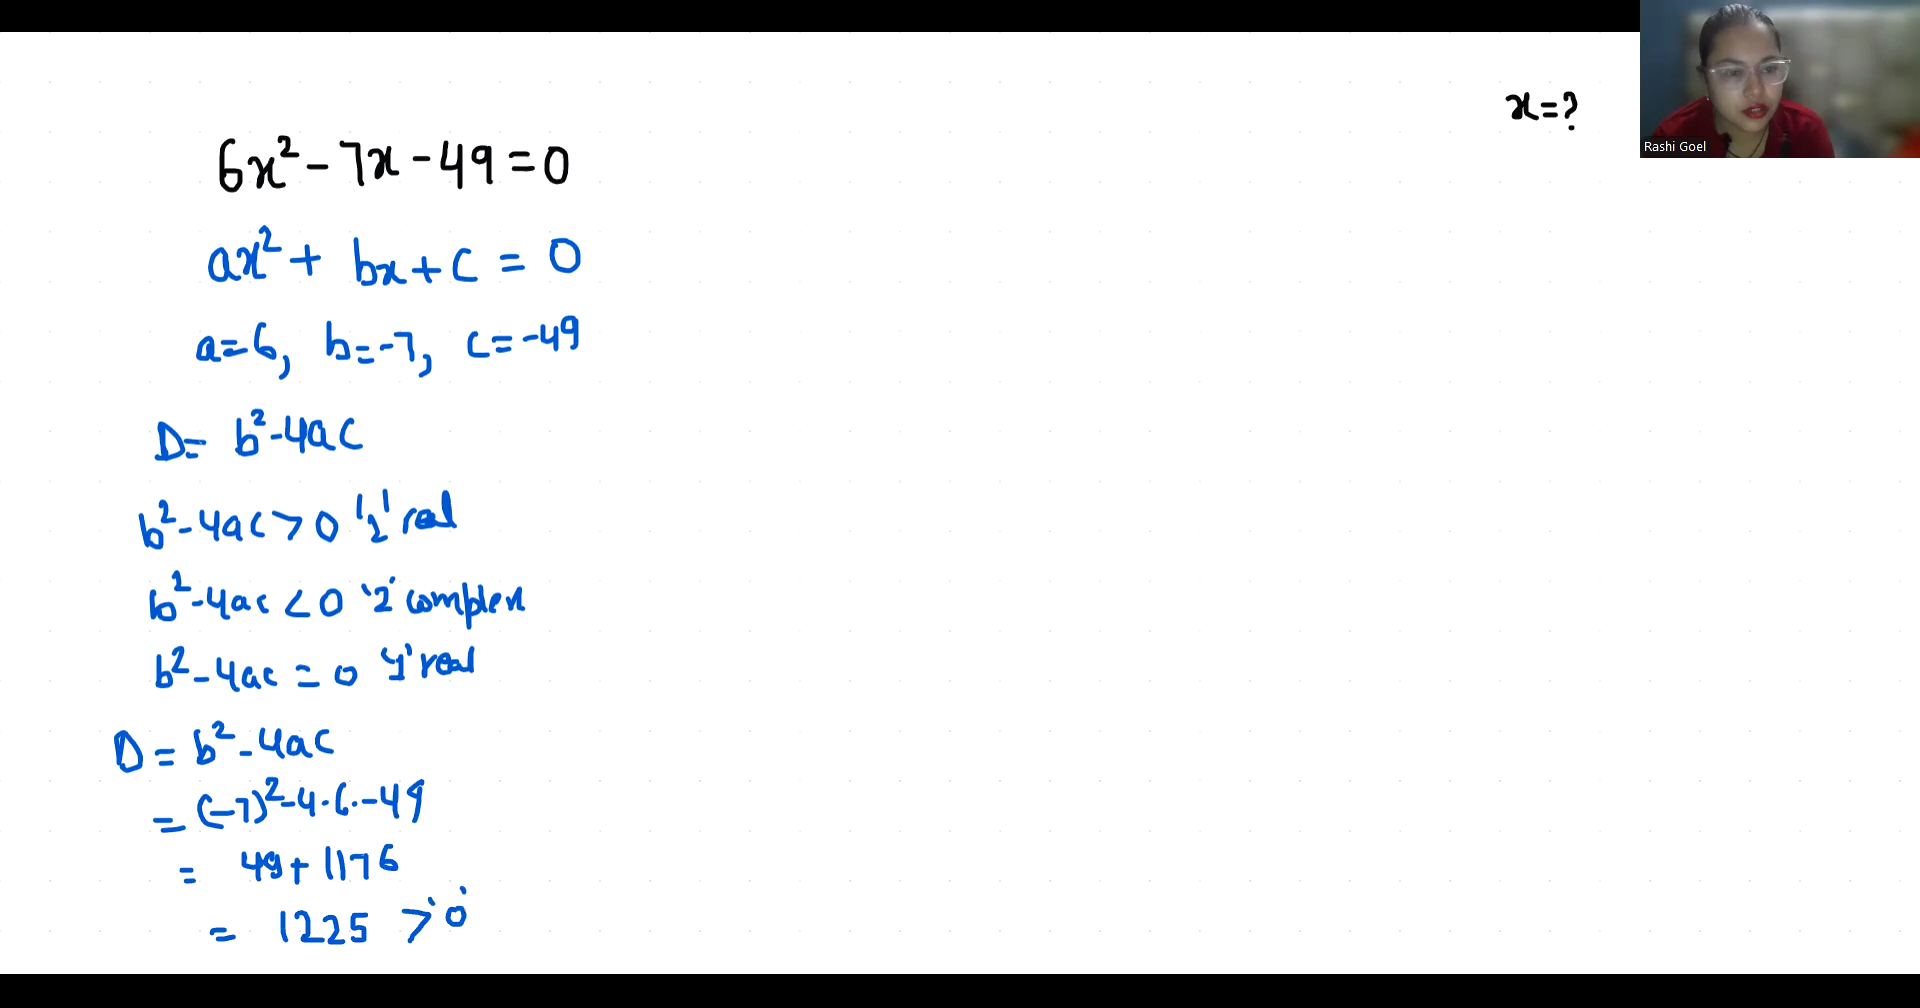 x=?
Rashi Goel
6x² - 7x - 49 = 0
ax² + bx + c = 0
a=6, b=-7, c=-49
D= b²-4ac
b²-4ac > 0 '2' real
b²-4ac < 0 '2' complex
b²-4ac = 0 '1' real
D = b²-4ac
= (-7)²-4·6·-49
= 49+1176
= 1225 > '0'